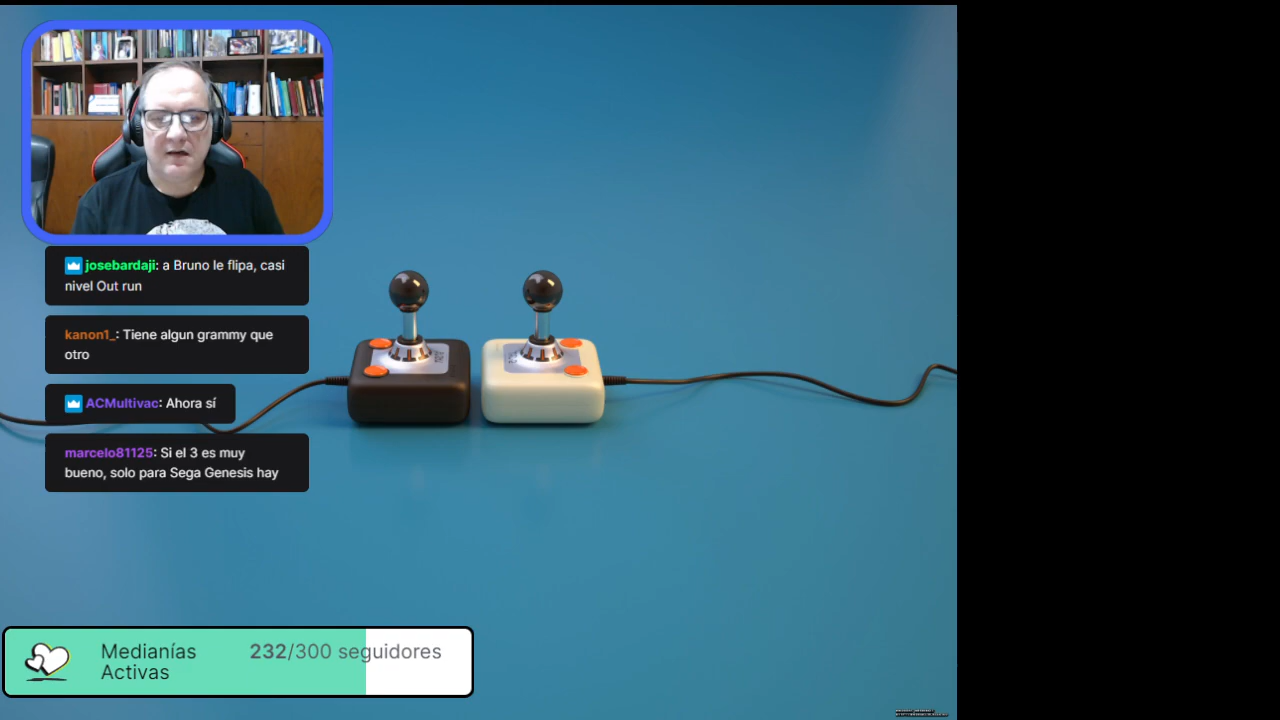 josebardaji: a Bruno le flipa, casi
nivel Out run
kanon1_: Tiene algun grammy que
otro
ACMultivac: Ahora sí
marcelo81125: Si el 3 es muy
bueno, solo para Sega Genesis hay
Medianías
Activas
232/300 seguidores